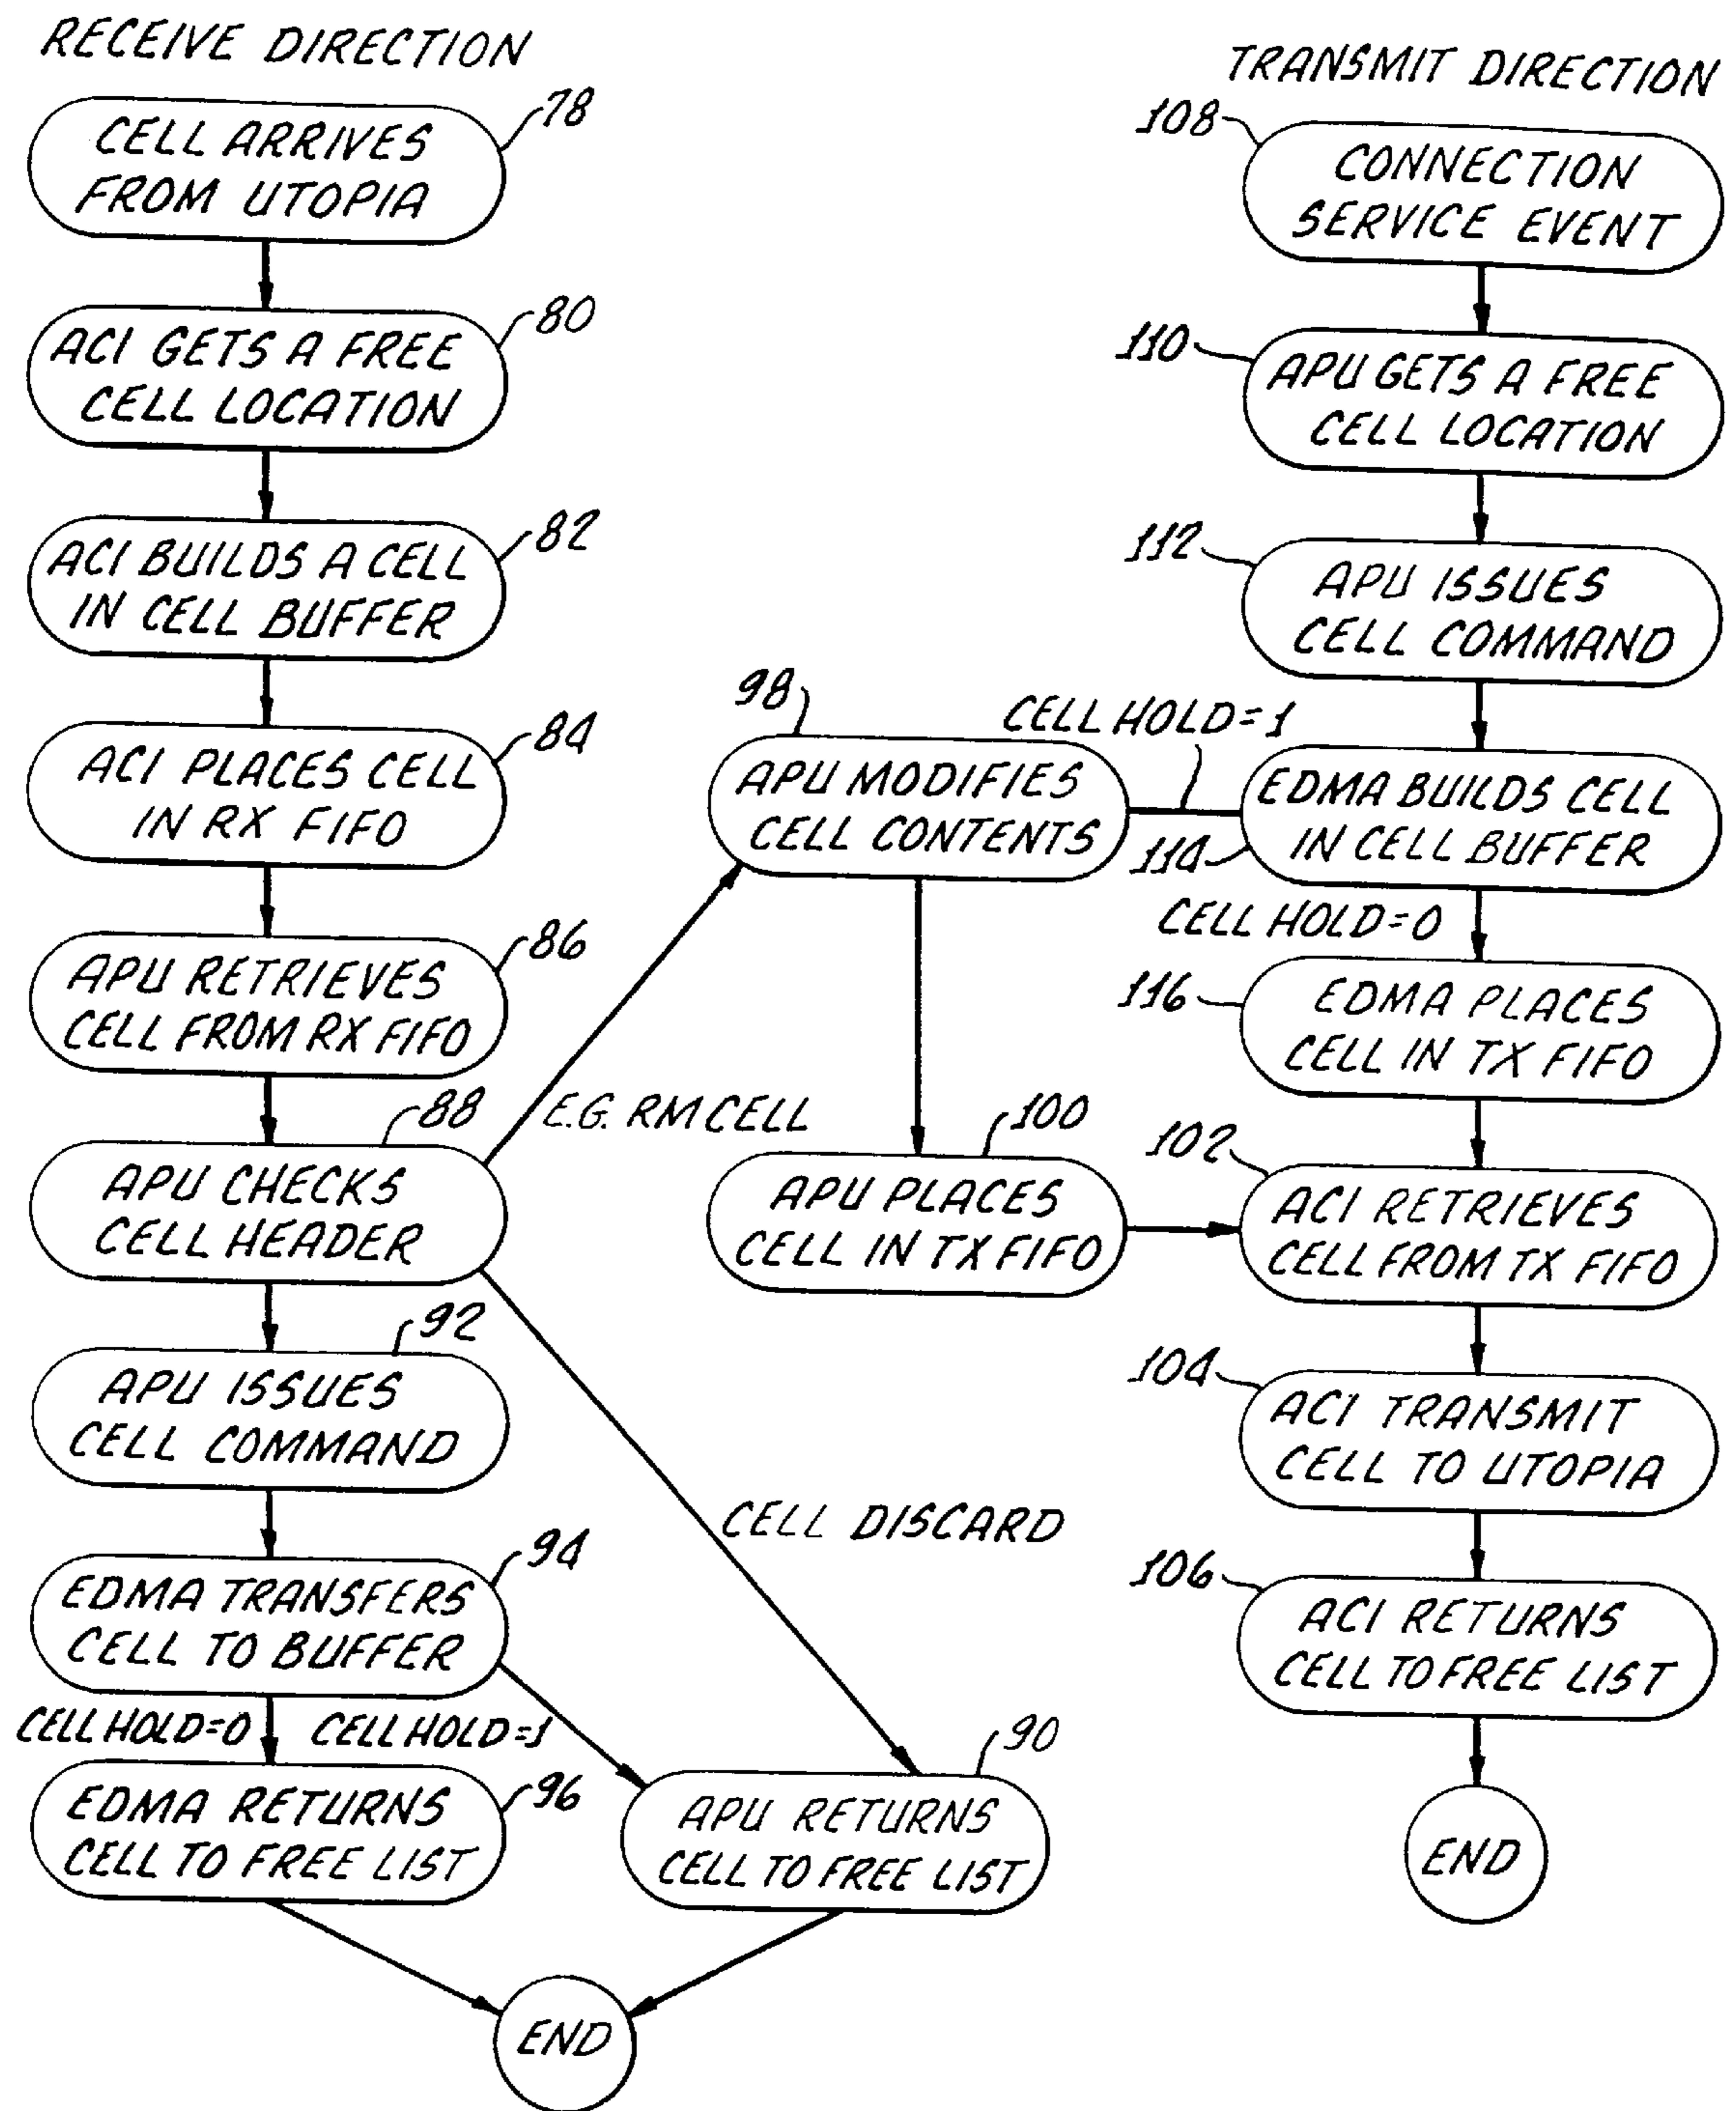 RECEIVE DIRECTION
78
CELL ARRIVES
FROM UTOPIA
80
ACI GETS A FREE
CELL LOCATION
82
ACI BUILDS A CELL
IN CELL BUFFER
84
ACI PLACES CELL
IN RX FIFO
86
APU RETRIEVES
CELL FROM RX FIFO
88
APU CHECKS
CELL HEADER
E.G. RM CELL
CELL DISCARD
92
APU ISSUES
CELL COMMAND
94
EDMA TRANSFERS
CELL TO BUFFER
CELL HOLD=0
CELL HOLD=1
96
EDMA RETURNS
CELL TO FREE LIST
90
APU RETURNS
CELL TO FREE LIST
END
98
APU MODIFIES
CELL CONTENTS
CELL HOLD=1
100
APU PLACES
CELL IN TX FIFO
TRANSMIT DIRECTION
108
CONNECTION
SERVICE EVENT
110
APU GETS A FREE
CELL LOCATION
112
APU ISSUES
CELL COMMAND
114
EDMA BUILDS CELL
IN CELL BUFFER
CELL HOLD=0
116
EDMA PLACES
CELL IN TX FIFO
102
ACI RETRIEVES
CELL FROM TX FIFO
104
ACI TRANSMIT
CELL TO UTOPIA
106
ACI RETURNS
CELL TO FREE LIST
END